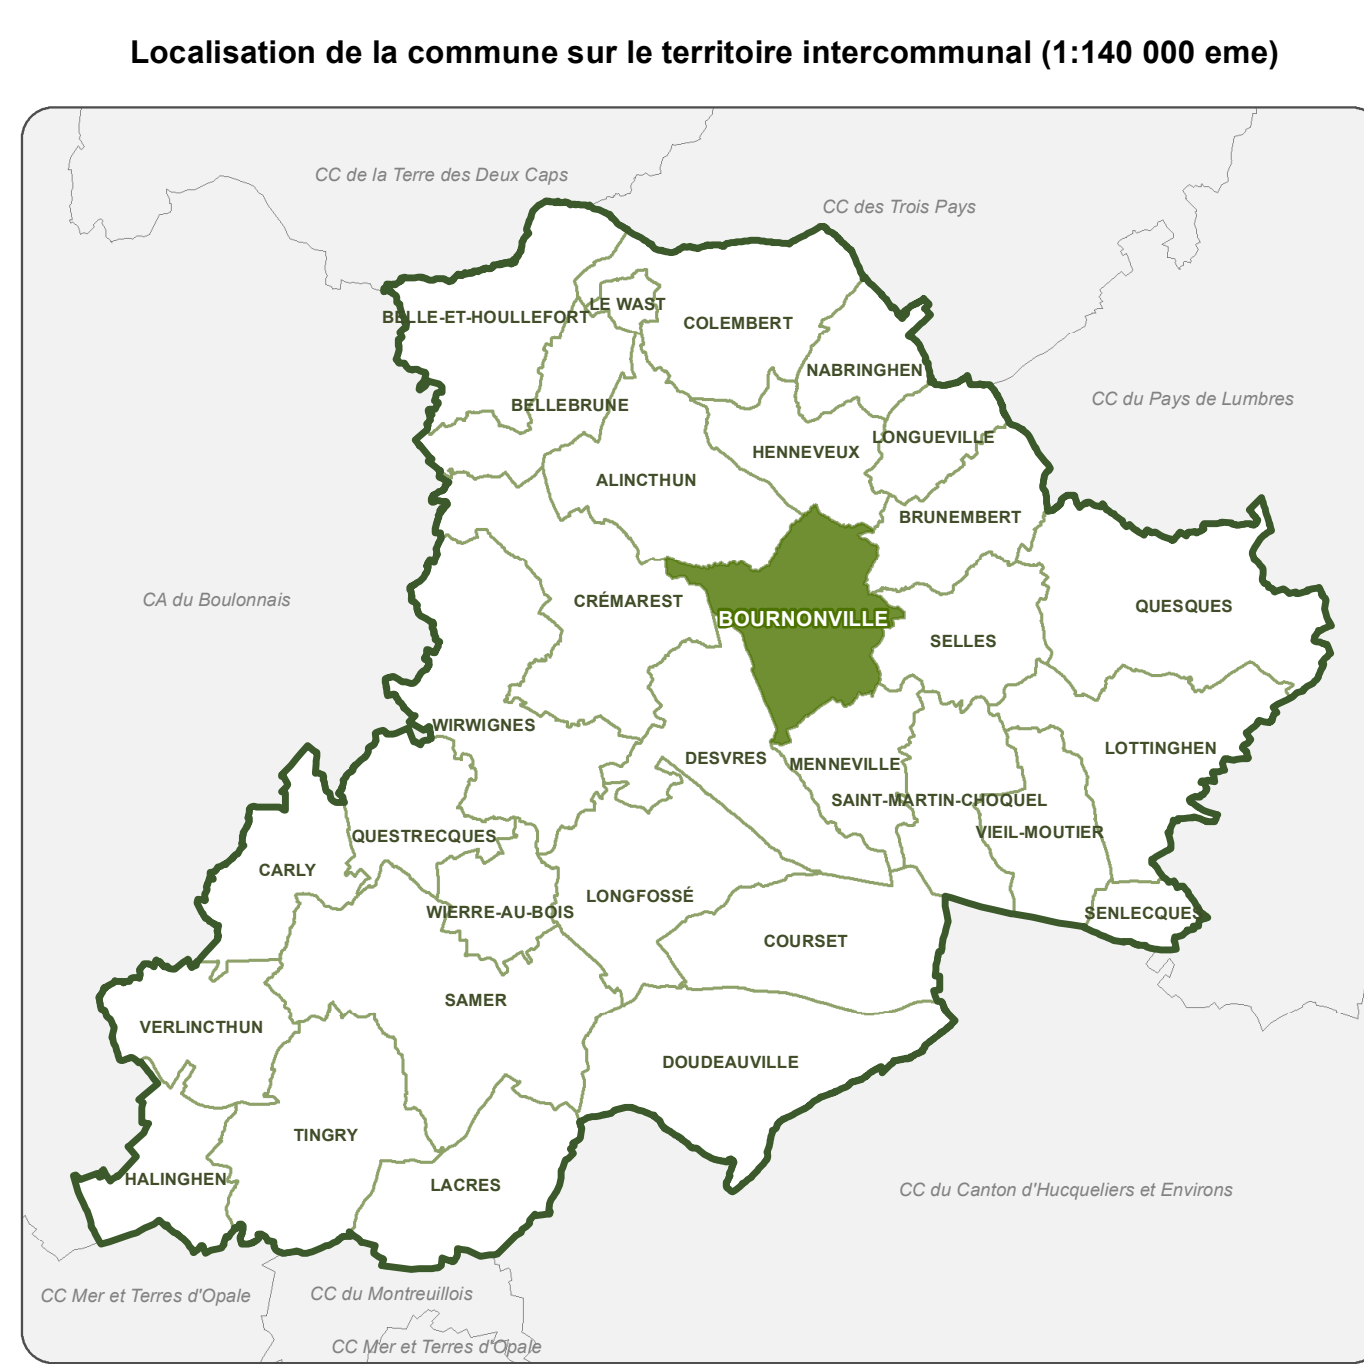 Localisation de la commune sur le territoire intercommunal (1:140 000 eme)
CC de la Terre des Deux Caps
CC des Trois Pays
LE WAST
BELLE-ET-HOULLEFORT
COLEMBERT
NABRINGHEN
CC du Pays de Lumbres
BELLEBRUNE
LONGUEVILLE
HENNEVEUX
ALINCTHUN
BRUNEMBERT
CA du Boulonnais
CRÉMAREST
QUESQUES
BOURNONVILLE
SELLES
WIRWIGNES
LOTTINGHEN
DESVRES
MENNEVILLE
SAINT-MARTIN-CHOQUEL
VIEIL-MOUTIER
QUESTRECQUES
CARLY
LONGFOSSÉ
WIERRE-AU-BOIS
SENLECQUES
COURSET
SAMER
VERLINCTHUN
DOUDEAUVILLE
TINGRY
HALINGHEN
LACRES
CC du Canton d'Hucqueliers et Environs
CC du Montreuillois
CC Mer et Terres d'Opale
CC Mer et Terres d'Opale